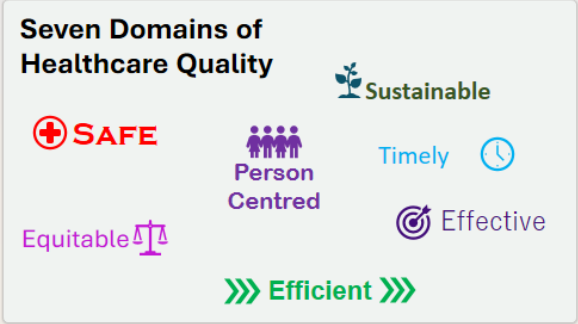 Seven Domains of
Healthcare Quality
Sustainable
SAFE
Person
Centred
Timely
Effective
Equitable
Efficient